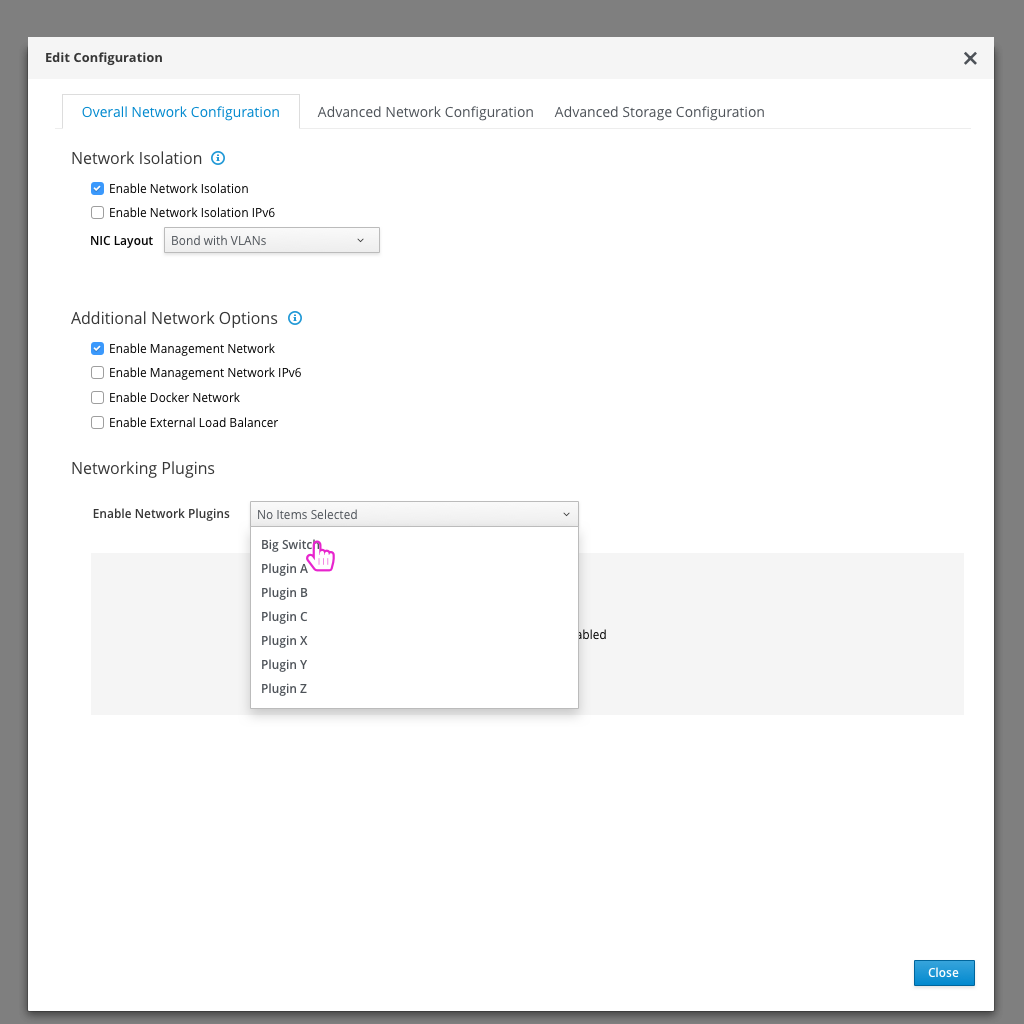 Edit Configuration
Overall Network Configuration
Advanced Network Configuration
Advanced Storage Configuration
Network Isolation
Enable Network Isolation
Enable Network Isolation IPv6
NIC Layout Bond with VLANs
Additional Network Options
Enable Management Network
Enable Management Network IPv6
Enable Docker Network
Enable External Load Balancer
Networking Plugins
Enable Network Plugins No Items Selected
Big Switch
Plugin A
Plugin B
Plugin C
Plugin X
Plugin Y
Plugin Z
Close